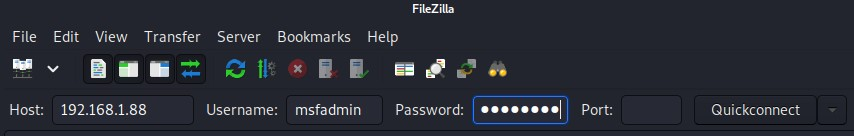 FileZilla
File Edit View Transfer Server Bookmarks Help
Host: 192.168.1.88 Username: msfadmin Password: ●●●●●●●● Port: Quickconnect